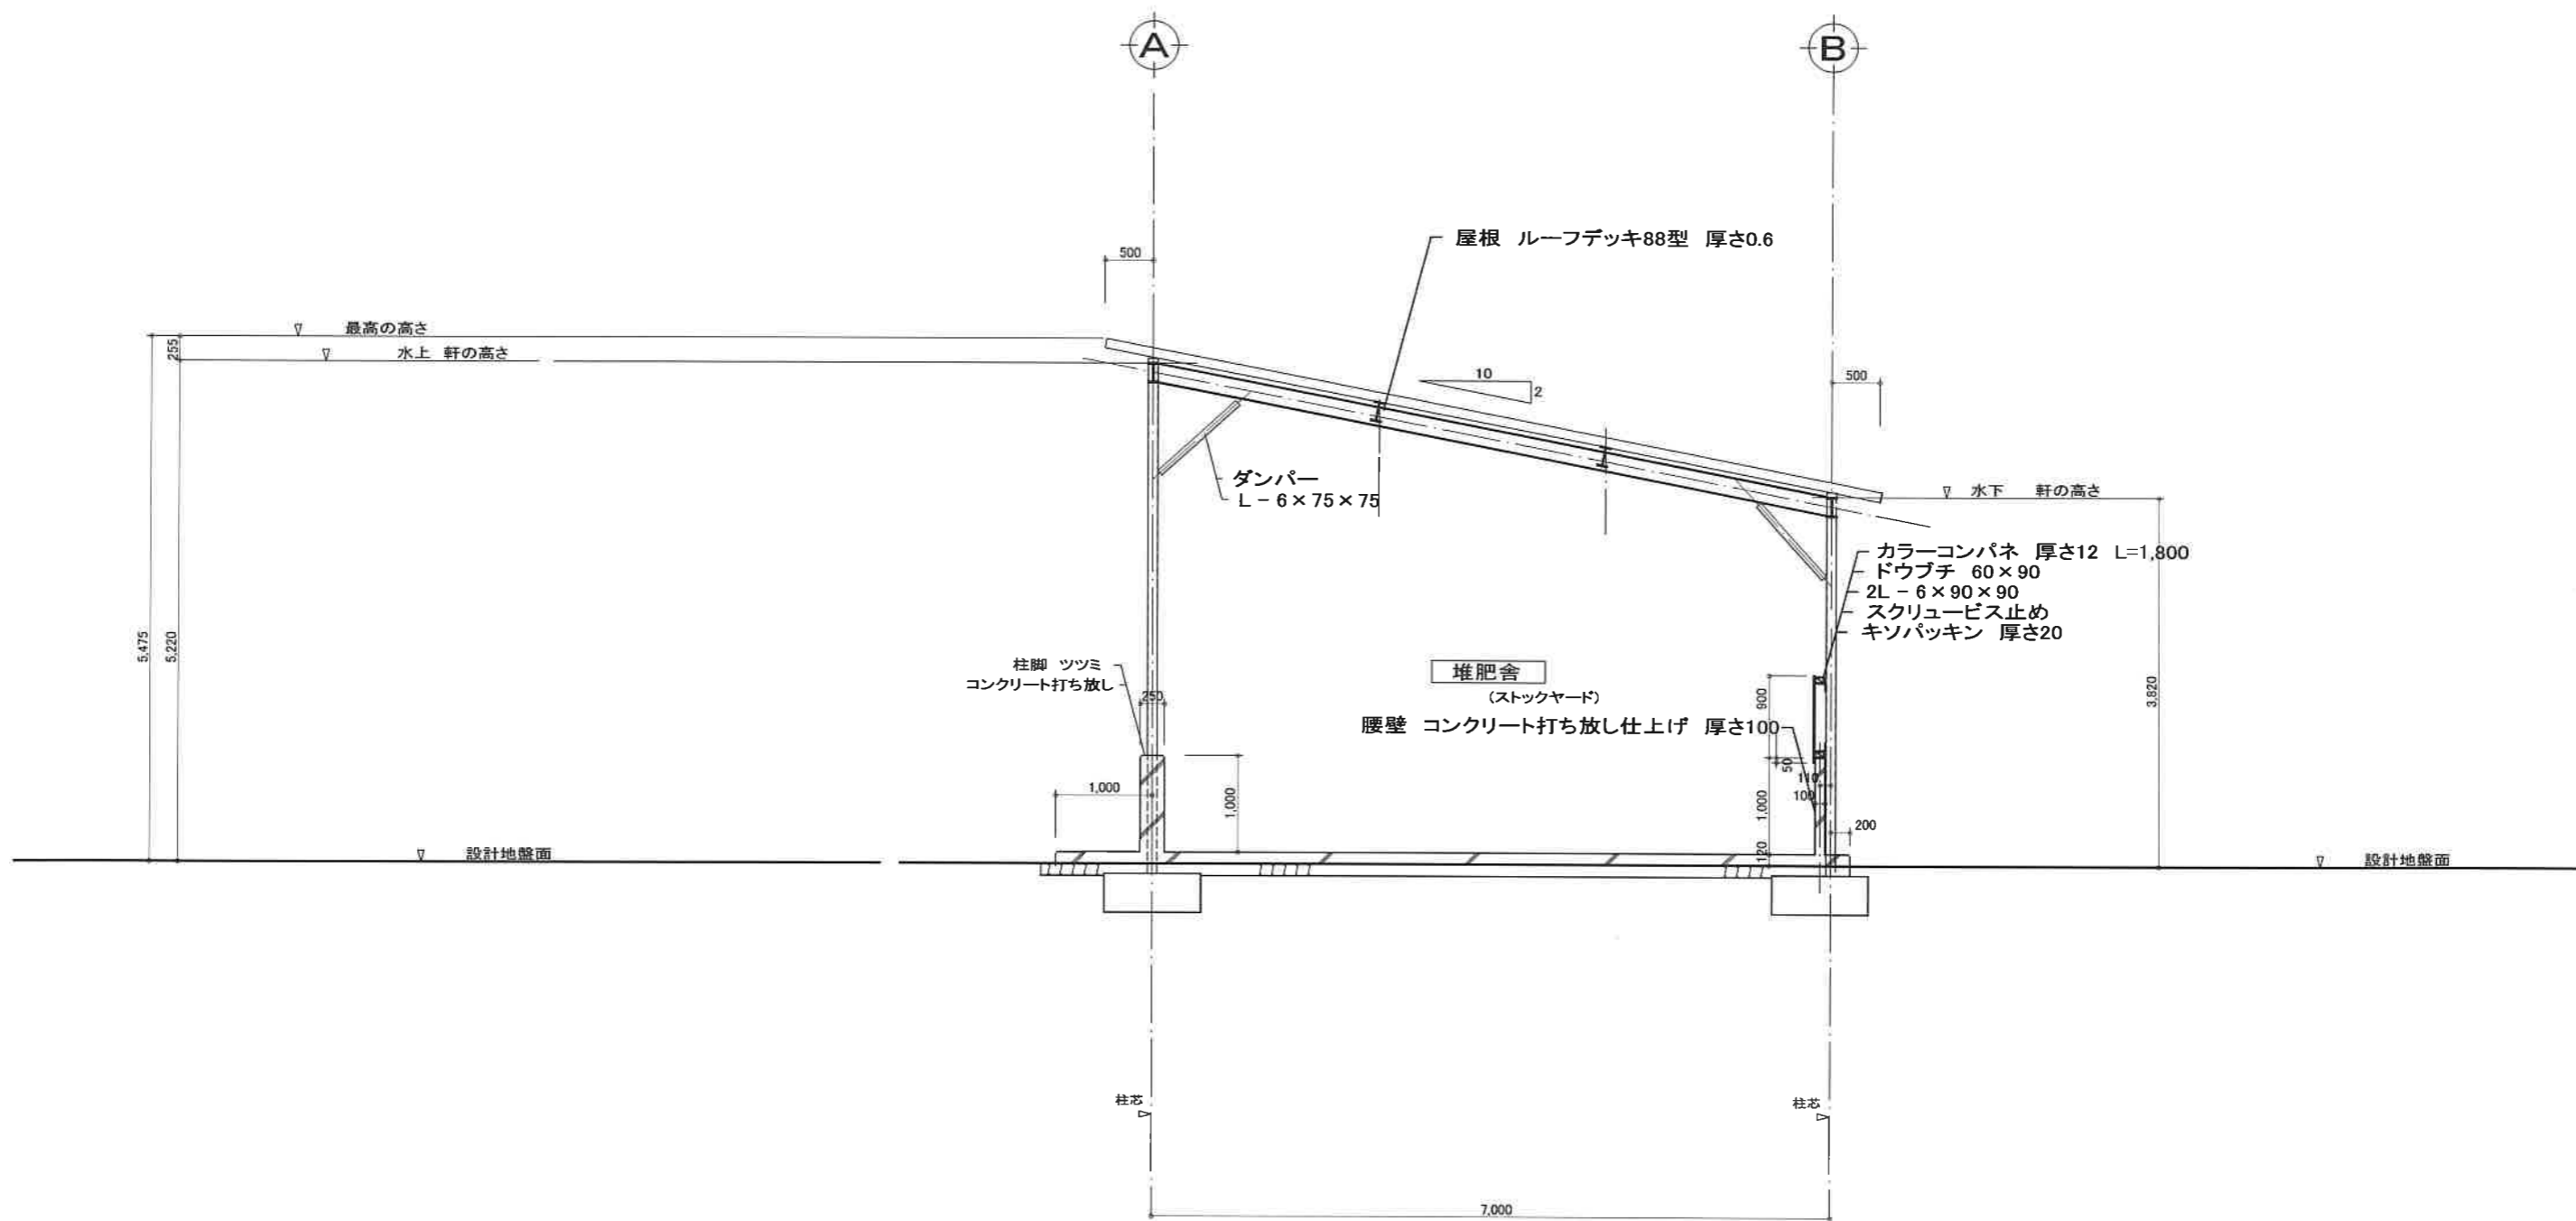 A
B
屋根 ルーフデッキ88型 厚さ0.6
500
最高の高さ
255
水上 軒の高さ
10
2
500
ダンパー
L－6×75×75
水下 軒の高さ
カラーコンパネ 厚さ12 L=1,800
ドウブチ 60×90
2L－6×90×90
スクリュービス止め
キソパッキン 厚さ20
5,475
5,220
柱脚 ツツミ
コンクリート打ち放し
250
堆肥舎
(ストックヤード)
腰壁 コンクリート打ち放し仕上げ 厚さ100
900
3,820
50
110
100
1,000
1,000
1,000
200
120
設計地盤面
設計地盤面
柱芯
柱芯
7,000